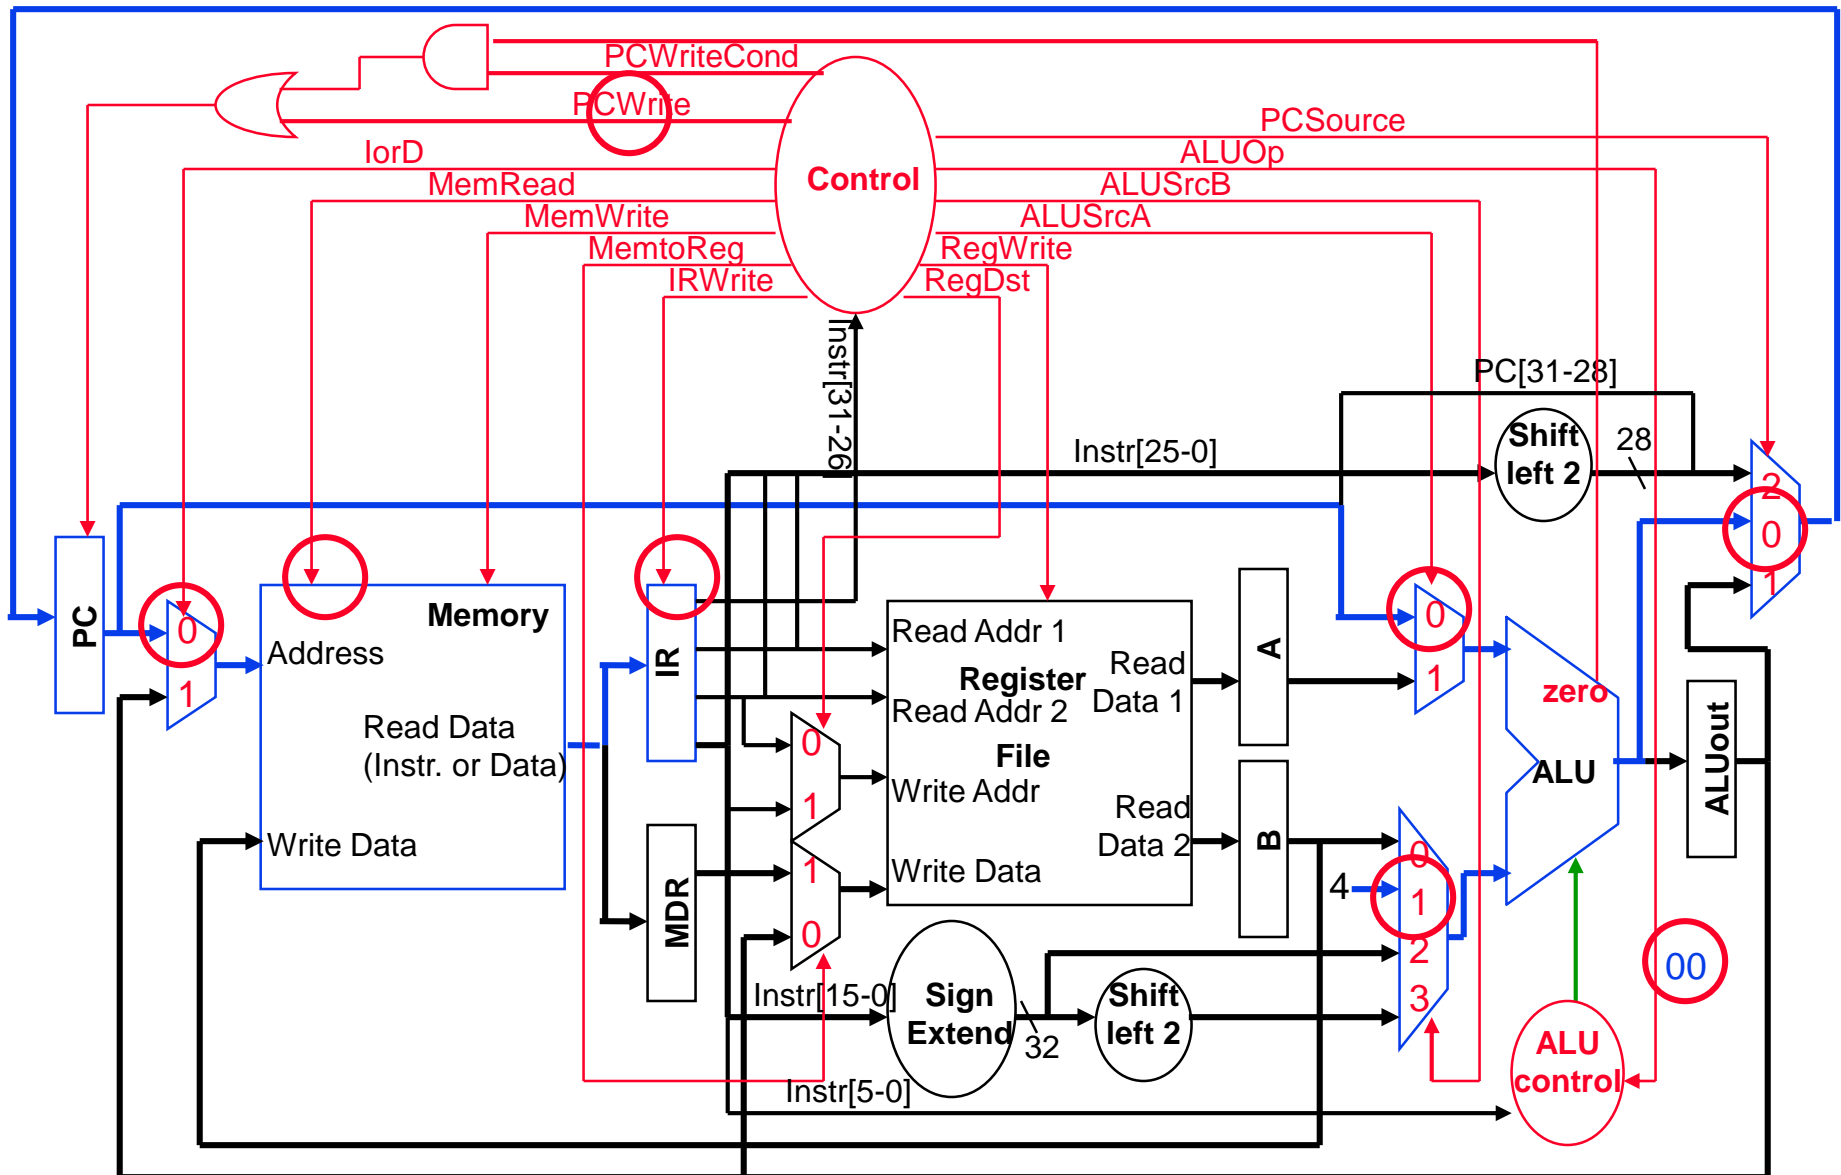 PCWriteCond
PCWrite
PCSource
IorD
ALUOp
MemRead
Control
ALUSrcB
MemWrite
ALUSrcA
MemtoReg
RegWrite
IRWrite
RegDst
Instr[31-26]
PC[31-28]
Instr[25-0]
Shift
left 2
28
2
0
1
PC
0
1
Memory
Address
Read Data
(Instr. or Data)
Write Data
IR
MDR
0
1
1
0
Read Addr 1
Register
Read Addr 2
File
Write Addr
Write Data
Read
Data 1
Read
Data 2
A
B
0
1
4
0
1
2
3
zero
ALU
ALUout
00
Instr[15-0]
Sign
Extend
32
Shift
left 2
ALU
control
Instr[5-0]